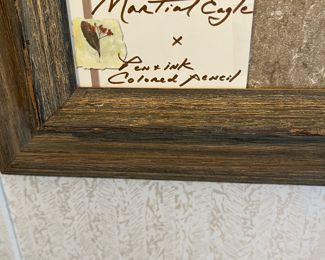 Martial Eagle
x
Pen & ink
Colored pencil